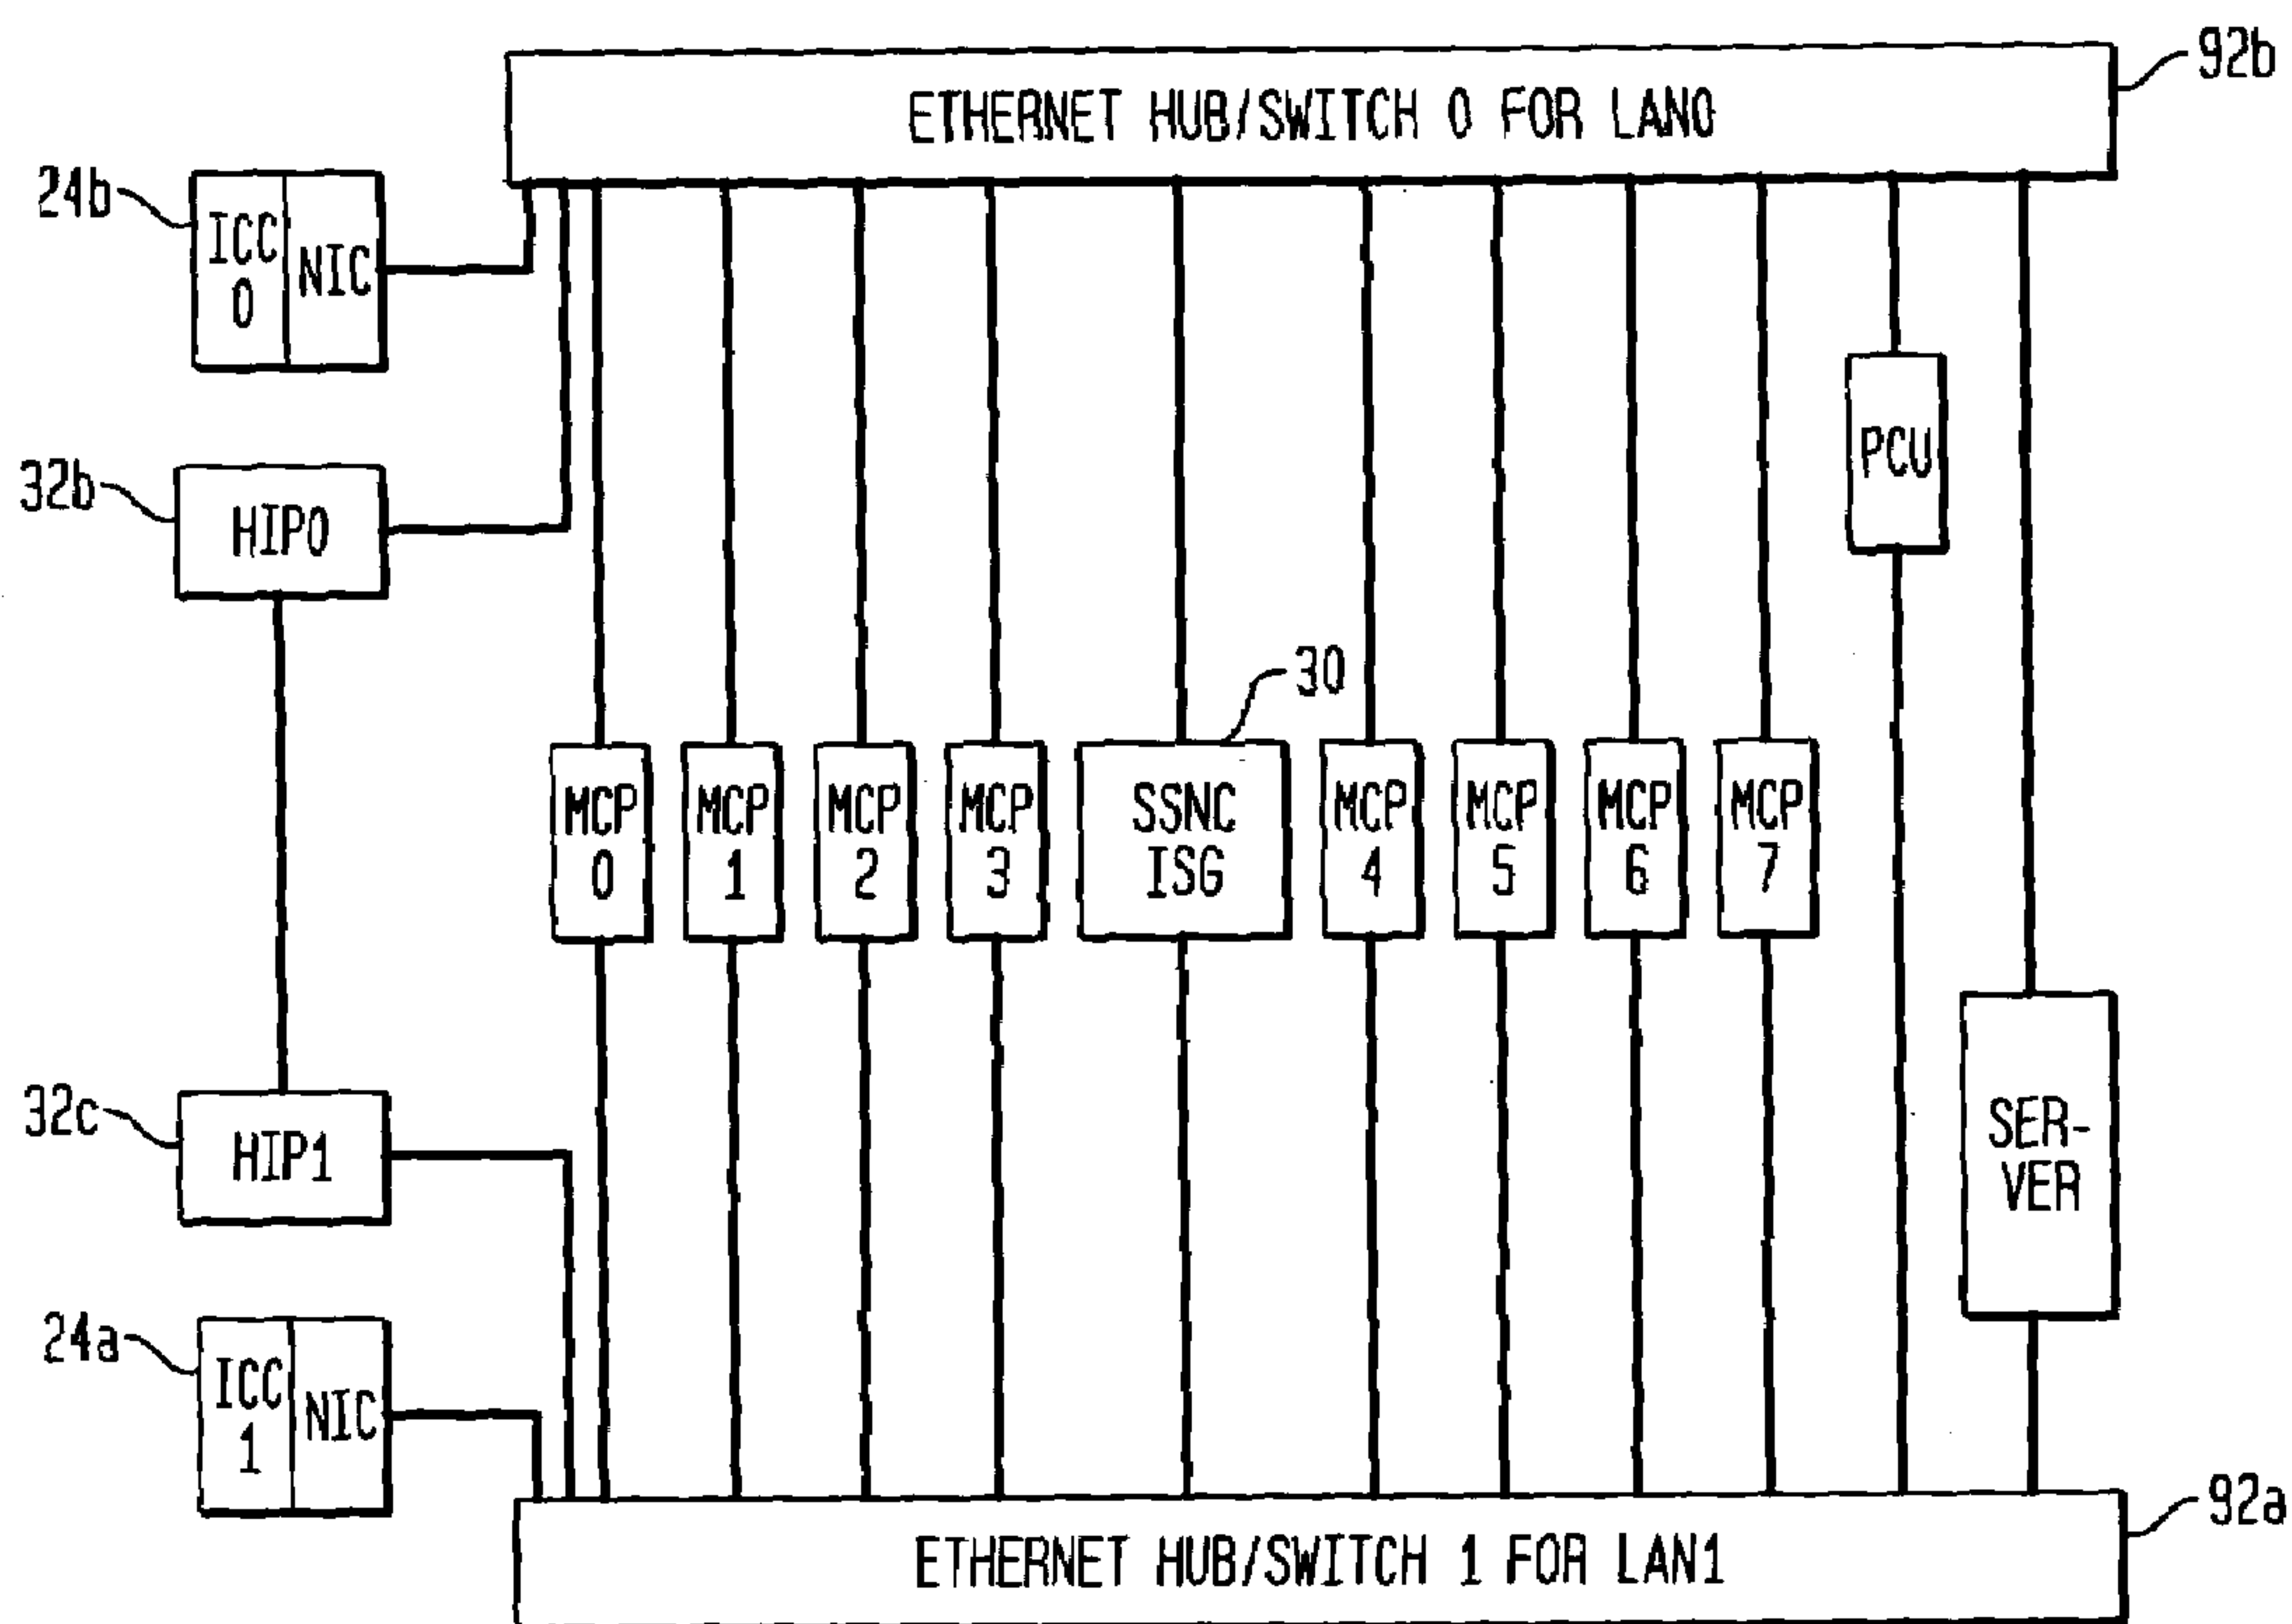 92b
ETHERNET HUB/SWITCH 0 FOR LAN0
24b
ICC
0
NIC
32b
HIP0
PCU
30
MCP
0
MCP
1
MCP
2
MCP
3
SSNC
ISG
MCP
4
MCP
5
MCP
6
MCP
7
32c
HIP1
SER-
VER
24a
ICC
1
NIC
92a
ETHERNET HUB/SWITCH 1 FOR LAN1